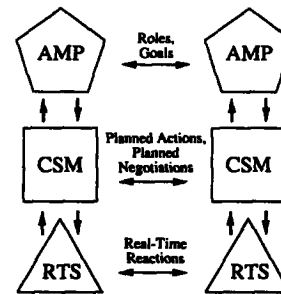 AMP
Roles,
Goals
AMP
CSM
Planned Actions,
Planned
Negotiations
CSM
RTS
Real-Time
Reactions
RTS